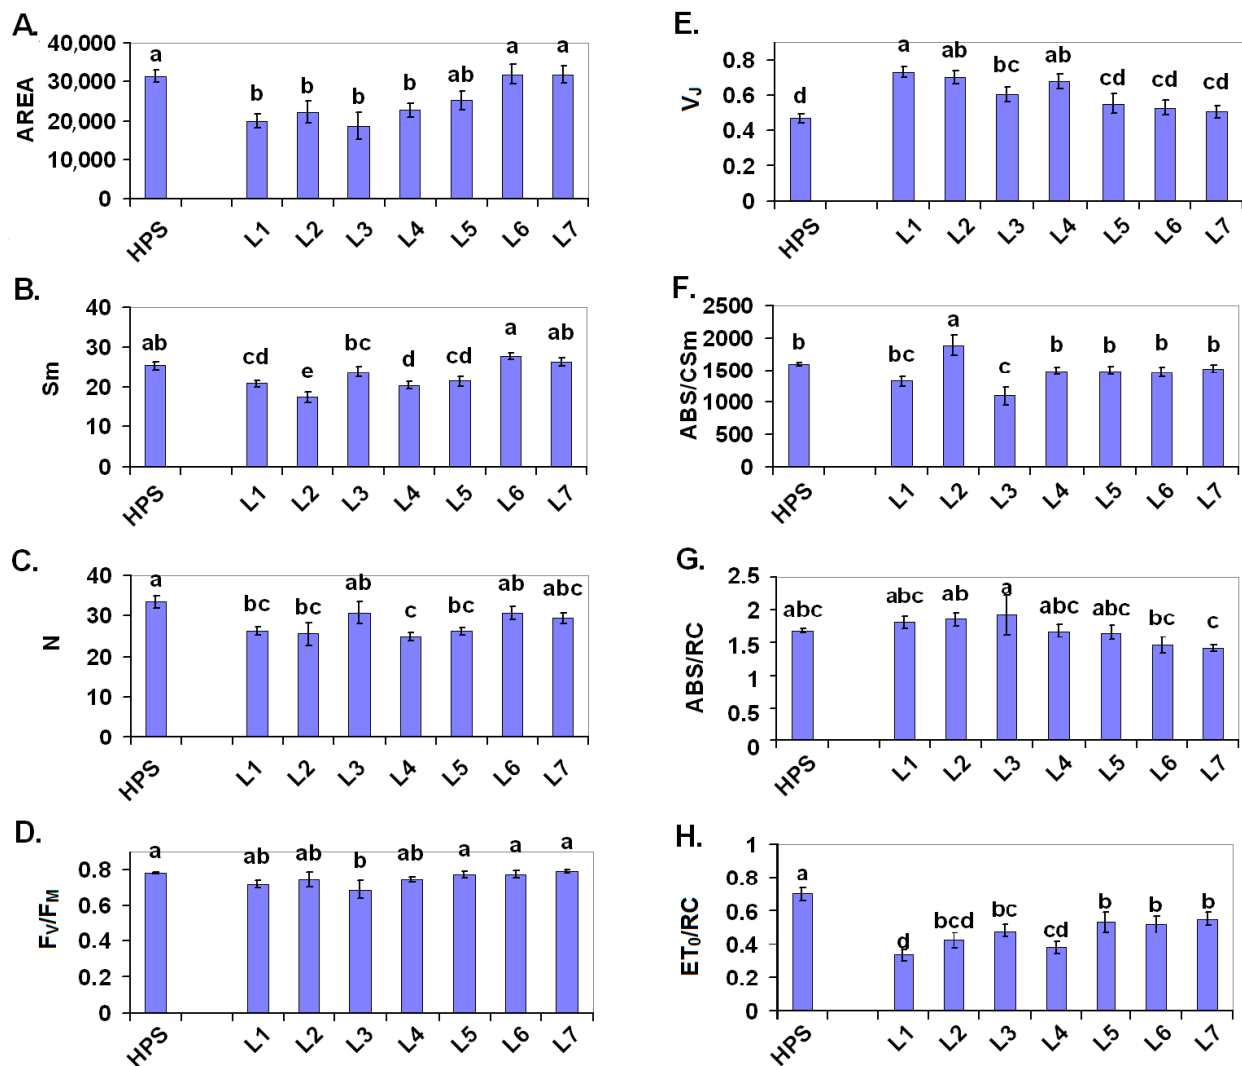 A.
AREA
40,000
30,000
20,000
10,000
0
a b b b b ab a a
HPS L1 L2 L3 L4 L5 L6 L7
B.
Sm
40
30
20
10
0
ab cd e bc d cd a ab
HPS L1 L2 L3 L4 L5 L6 L7
C.
N
40
30
20
10
0
a bc bc ab c bc ab abc
HPS L1 L2 L3 L4 L5 L6 L7
D.
Fv/FM
0.8
0.6
0.4
0.2
0
a ab ab b ab a a a
HPS L1 L2 L3 L4 L5 L6 L7
E.
VJ
0.8
0.6
0.4
0.2
0
d a ab bc ab cd cd cd
HPS L1 L2 L3 L4 L5 L6 L7
F.
ABS/CSm
2500
2000
1500
1000
500
0
b bc a c b b b b
HPS L1 L2 L3 L4 L5 L6 L7
G.
ABS/RC
2.5
2
1.5
1
0.5
0
abc abc ab a abc abc bc c
HPS L1 L2 L3 L4 L5 L6 L7
H.
ET0/RC
1
0.8
0.6
0.4
0.2
0
a d bcd bc cd b b b
HPS L1 L2 L3 L4 L5 L6 L7